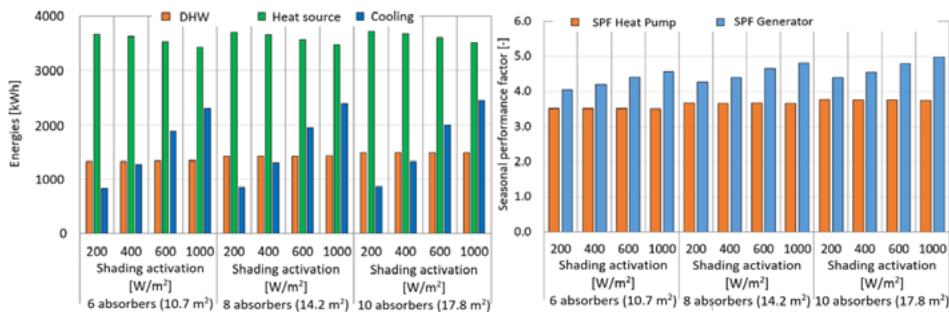 DHW Heat source Cooling
4000
3000
2000
1000
0
Energies [kWh]
200 400 600 1000 200 400 600 1000 200 400 600 1000
Shading activation Shading activation Shading activation
[W/m²] [W/m²] [W/m²]
6 absorbers (10.7 m²) 8 absorbers (14.2 m²) 10 absorbers (17.8 m²)
SPF Heat Pump SPF Generator
6.0
5.0
4.0
3.0
2.0
1.0
0.0
Seasonal performance factor [-]
200 400 600 1000 200 400 600 1000 200 400 600 1000
Shading activation Shading activation Shading activation
[W/m²] [W/m²] [W/m²]
6 absorbers (10.7 m²) 8 absorbers (14.2 m²) 10 absorbers (17.8 m²)